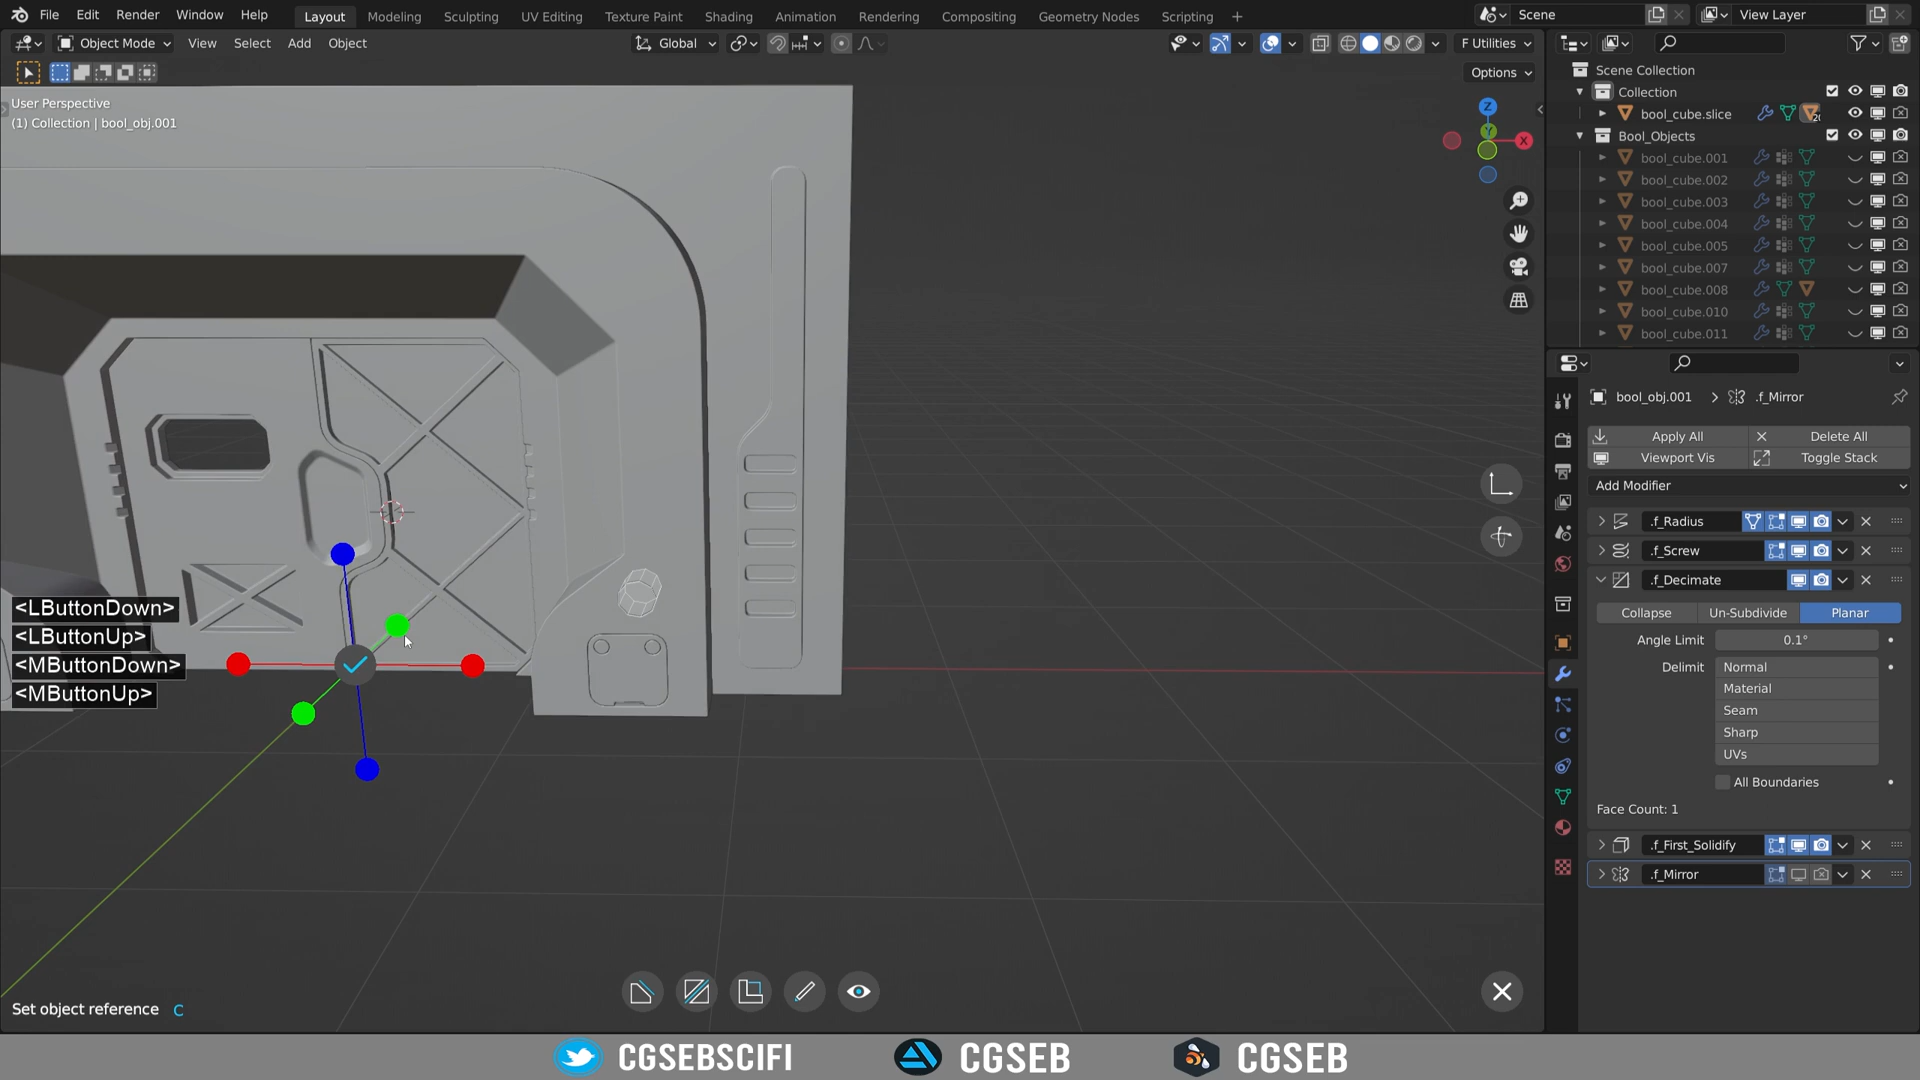 File Edit Render Window Help Layout Modeling Sculpting UV Editing Texture Paint Shading Animation Rendering Compositing Geometry Nodes Scripting + Scene View Layer
Object Mode View Select Add Object Global F Utilities
Options
User Perspective
(1) Collection | bool_obj.001
Z
Y
X
Scene Collection
Collection
bool_cube.slice
Bool_Objects
bool_cube.001
bool_cube.002
bool_cube.003
bool_cube.004
bool_cube.005
bool_cube.007
bool_cube.008
bool_cube.010
bool_cube.011
bool_obj.001 > .f_Mirror
Apply All Delete All
Viewport Vis Toggle Stack
Add Modifier
.f_Radius
.f_Screw
.f_Decimate
Collapse Un-Subdivide Planar
Angle Limit 0.1°
Delimit Normal
Material
Seam
Sharp
UVs
All Boundaries
Face Count: 1
.f_First_Solidify
.f_Mirror
<LButtonDown>
<LButtonUp>
<MButtonDown>
<MButtonUp>
Set object reference C
CGSEBSCIFI CGSEB CGSEB